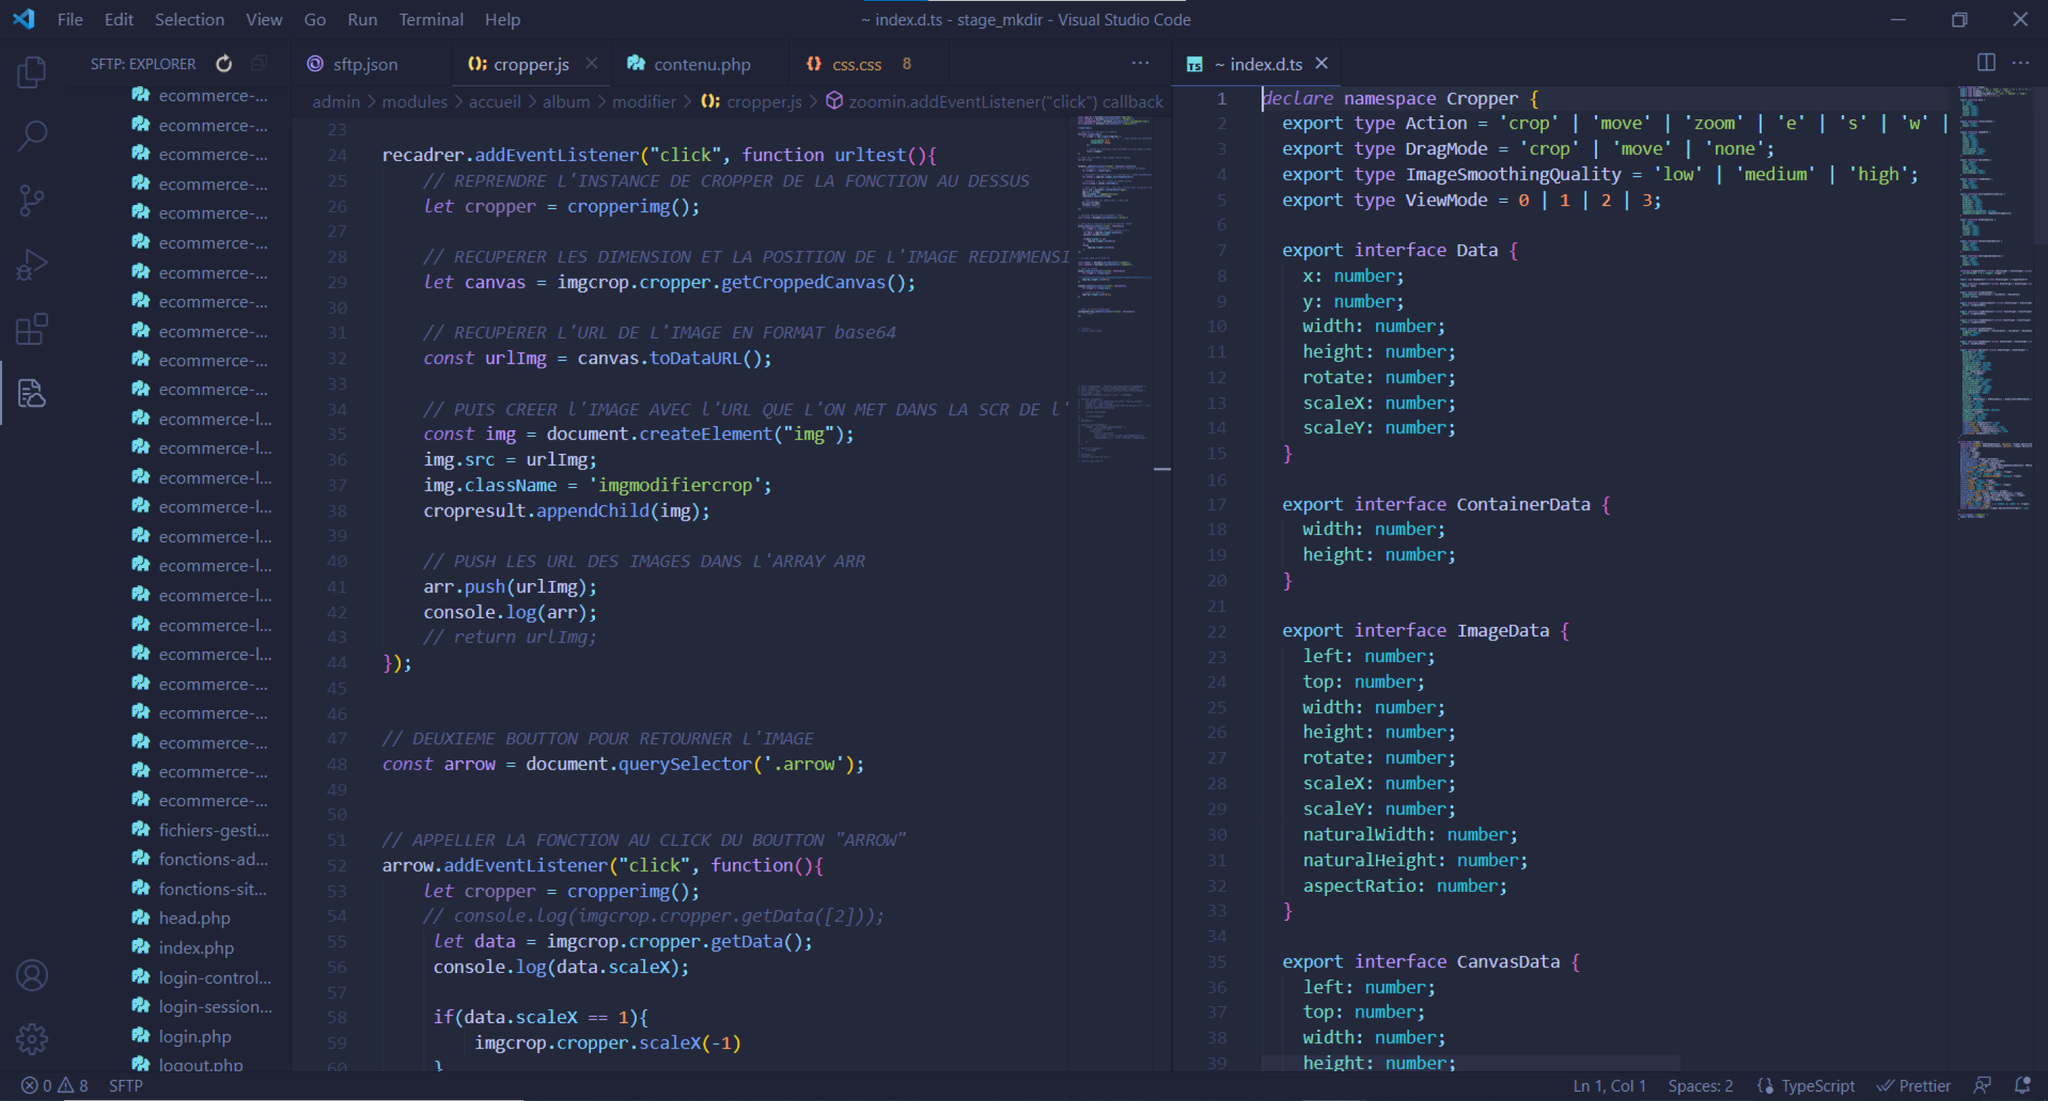 File Edit Selection View Go Run Terminal Help
~ index.d.ts - stage_mkdir - Visual Studio Code
SFTP: EXPLORER
ecommerce-...
ecommerce-...
ecommerce-...
ecommerce-...
ecommerce-...
ecommerce-...
ecommerce-...
ecommerce-...
ecommerce-...
ecommerce-...
ecommerce-...
ecommerce-l...
ecommerce-l...
ecommerce-l...
ecommerce-l...
ecommerce-l...
ecommerce-l...
ecommerce-l...
ecommerce-l...
ecommerce-l...
ecommerce-...
ecommerce-...
ecommerce-...
ecommerce-...
ecommerce-...
fichiers-gesti...
fonctions-ad...
fonctions-sit...
head.php
index.php
login-control...
login-session...
login.php
logout.php
sftp.json cropper.js contenu.php css.css 8
admin > modules > accueil > album > modifier > cropper.js > zoomin.addEventListener("click") callback
23
24 recadrer.addEventListener("click", function urltest(){
25 // REPRENDRE L'INSTANCE DE CROPPER DE LA FONCTION AU DESSUS
26 let cropper = cropperimg();
27
28 // RECUPERER LES DIMENSION ET LA POSITION DE L'IMAGE REDIMMENSI
29 let canvas = imgcrop.cropper.getCroppedCanvas();
30
31 // RECUPERER L'URL DE L'IMAGE EN FORMAT base64
32 const urlImg = canvas.toDataURL();
33
34 // PUIS CREER l'IMAGE AVEC l'URL QUE L'ON MET DANS LA SCR DE l'
35 const img = document.createElement("img");
36 img.src = urlImg;
37 img.className = 'imgmodifiercrop';
38 cropresult.appendChild(img);
39
40 // PUSH LES URL DES IMAGES DANS L'ARRAY ARR
41 arr.push(urlImg);
42 console.log(arr);
43 // return urlImg;
44 });
45
46
47 // DEUXIEME BOUTTON POUR RETOURNER L'IMAGE
48 const arrow = document.querySelector('.arrow');
49
50
51 // APPELLER LA FONCTION AU CLICK DU BOUTTON "ARROW"
52 arrow.addEventListener("click", function(){
53 let cropper = cropperimg();
54 // console.log(imgcrop.cropper.getData([2]));
55 let data = imgcrop.cropper.getData();
56 console.log(data.scaleX);
57
58 if(data.scaleX == 1){
59 imgcrop.cropper.scaleX(-1)
60 }
TS ~ index.d.ts
1 declare namespace Cropper {
2 export type Action = 'crop' | 'move' | 'zoom' | 'e' | 's' | 'w' |
3 export type DragMode = 'crop' | 'move' | 'none';
4 export type ImageSmoothingQuality = 'low' | 'medium' | 'high';
5 export type ViewMode = 0 | 1 | 2 | 3;
6
7 export interface Data {
8 x: number;
9 y: number;
10 width: number;
11 height: number;
12 rotate: number;
13 scaleX: number;
14 scaleY: number;
15 }
16
17 export interface ContainerData {
18 width: number;
19 height: number;
20 }
21
22 export interface ImageData {
23 left: number;
24 top: number;
25 width: number;
26 height: number;
27 rotate: number;
28 scaleX: number;
29 scaleY: number;
30 naturalWidth: number;
31 naturalHeight: number;
32 aspectRatio: number;
33 }
34
35 export interface CanvasData {
36 left: number;
37 top: number;
38 width: number;
39 height: number;
0 8 SFTP
Ln 1, Col 1 Spaces: 2 TypeScript Prettier